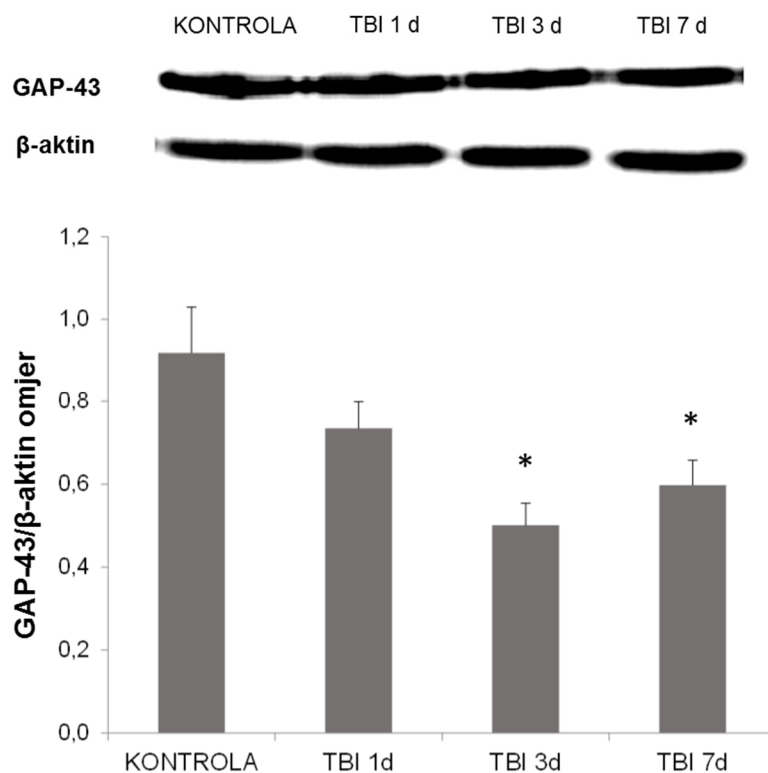 KONTROLA TBI 1 d TBI 3 d TBI 7 d
GAP-43
β-aktin
1,2
1,0
0,8
0,6
0,4
0,2
0,0
GAP-43/β-aktin omjer
*
*
KONTROLA TBI 1d TBI 3d TBI 7d